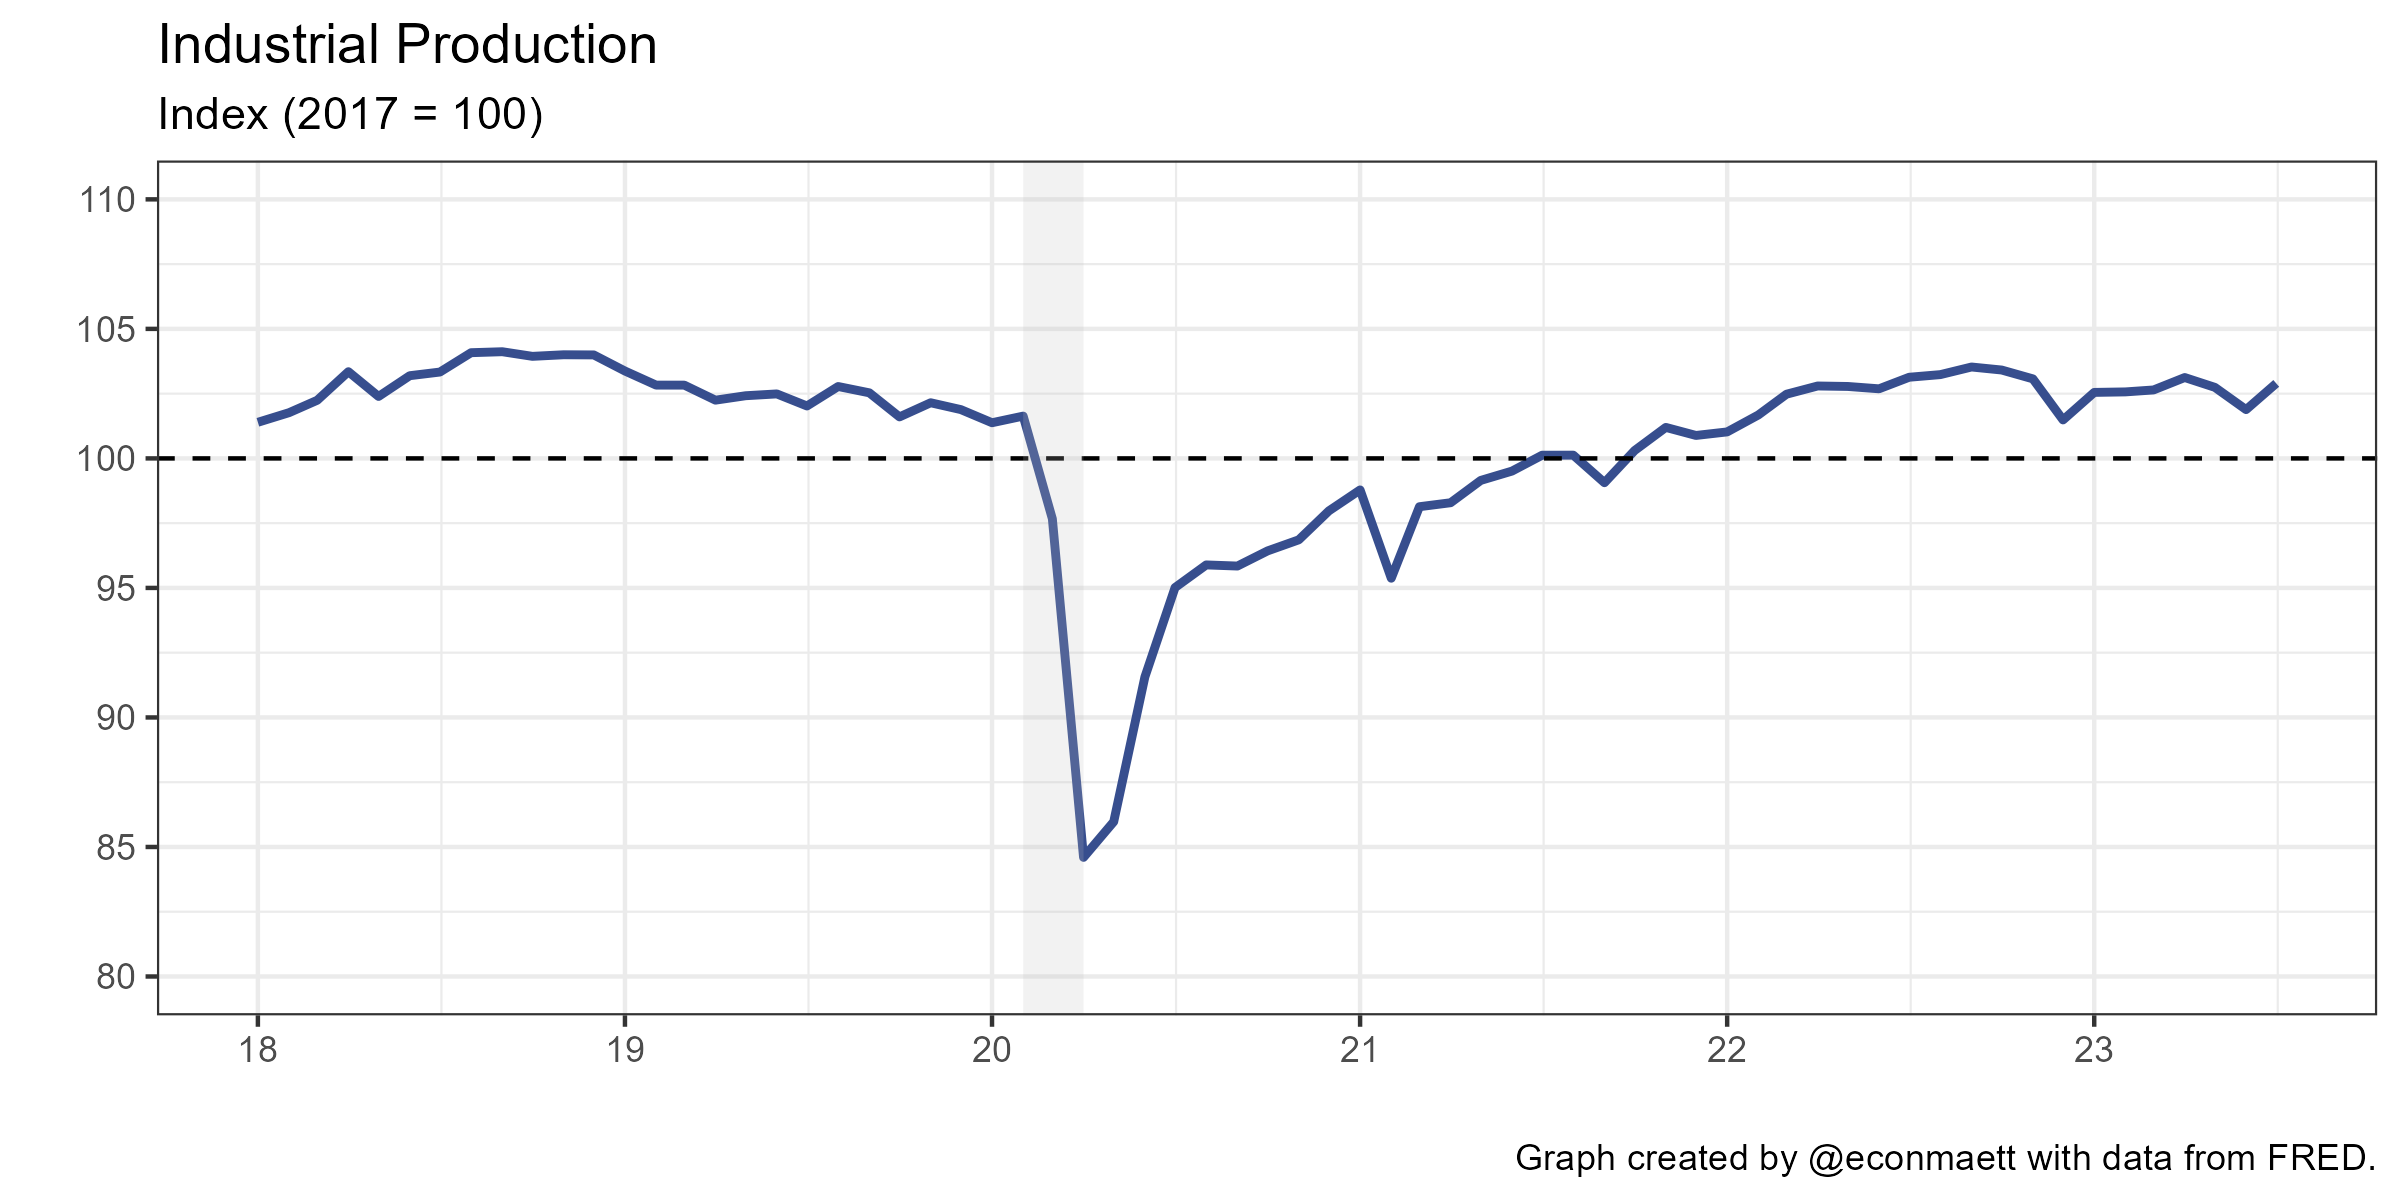 Industrial Production
Index (2017 = 100)
110
105
100
95
90
85
80
18 19 20 21 22 23
Graph created by @econmaett with data from FRED.